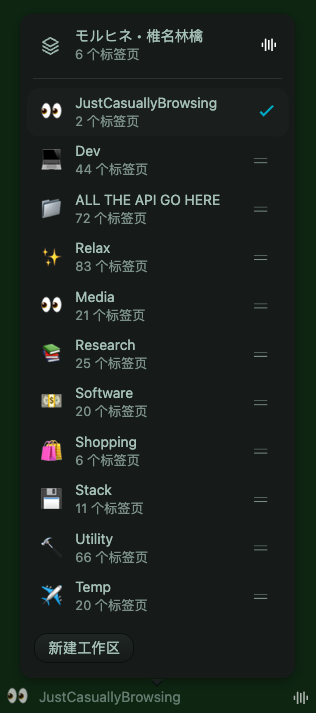 モルヒネ・椎名林檎
6 个标签页
JustCasuallyBrowsing
2 个标签页
Dev
44 个标签页
ALL THE API GO HERE
72 个标签页
Relax
83 个标签页
Media
21 个标签页
Research
25 个标签页
Software
20 个标签页
Shopping
6 个标签页
Stack
11 个标签页
Utility
66 个标签页
Temp
20 个标签页
新建工作区
JustCasuallyBrowsing